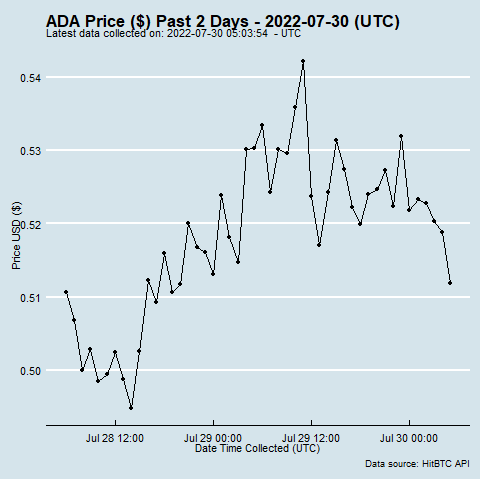 ADA Price ($) Past 2 Days - 2022-07-30 (UTC)
Latest data collected on: 2022-07-30 05:03:54  - UTC
Price USD ($)
0.54
0.53
0.52
0.51
0.50
Jul 28 12:00
Jul 29 00:00
Jul 29 12:00
Jul 30 00:00
Date Time Collected (UTC)
Data source: HitBTC API